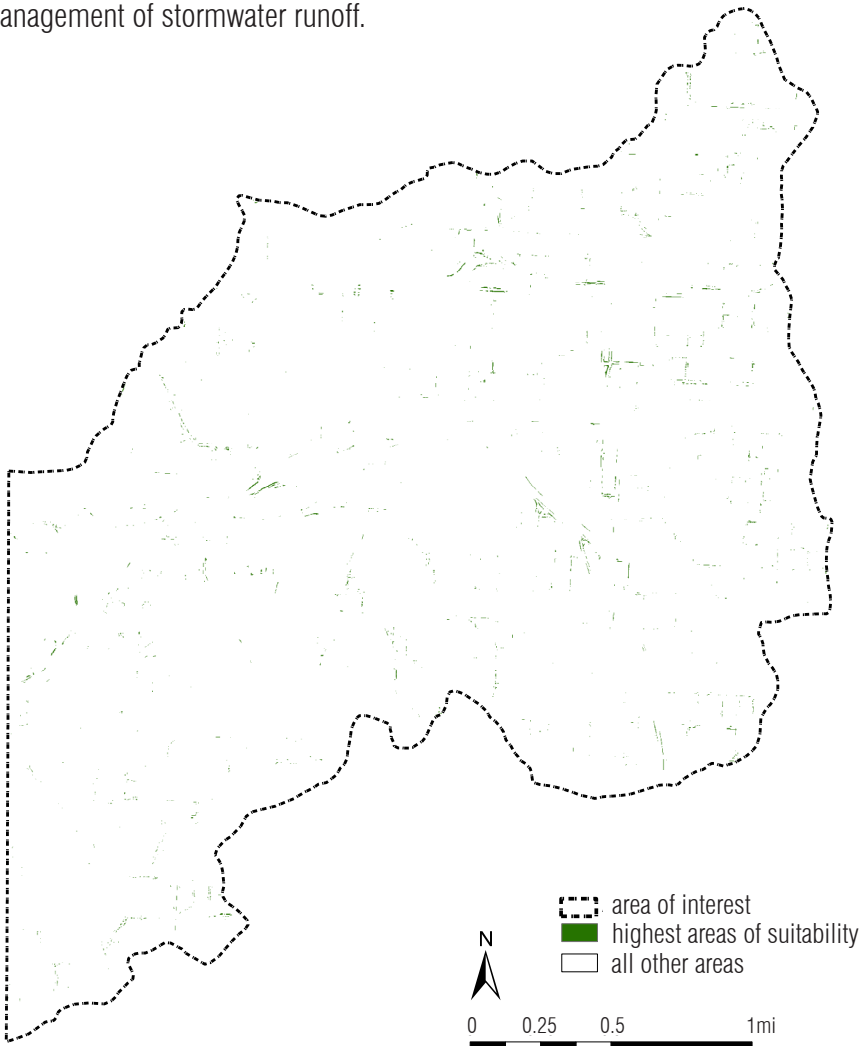 anagement of stormwater runoff.
area of interest
highest areas of suitability
all other areas
N
0 0.25 0.5 1mi